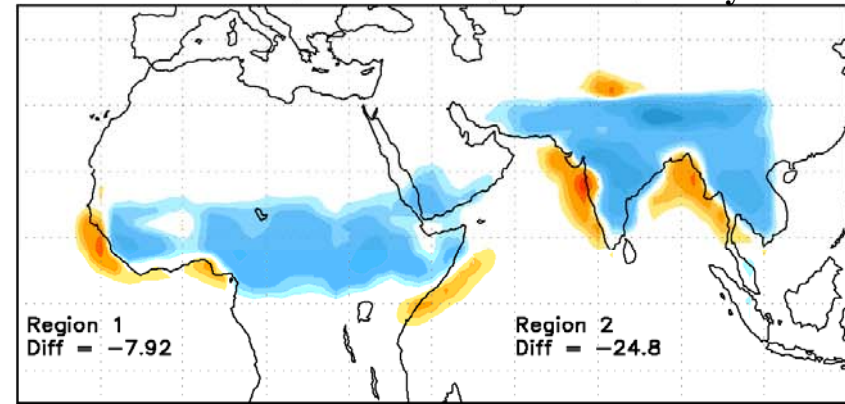 Region 1
Diff = −7.92
Region 2
Diff = −24.8